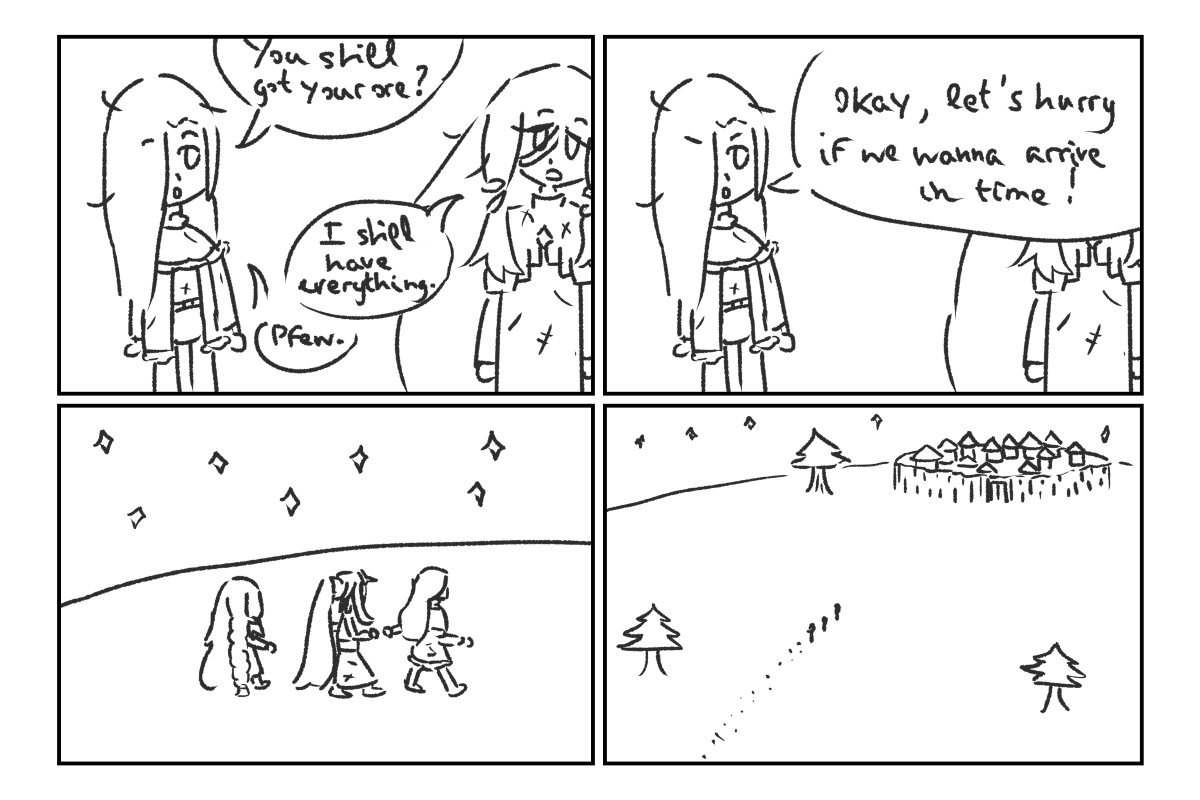 You still
got your ore?
I still
have
everything.
Pfew.
Okay, let's hurry
if we wanna arrive
in time!